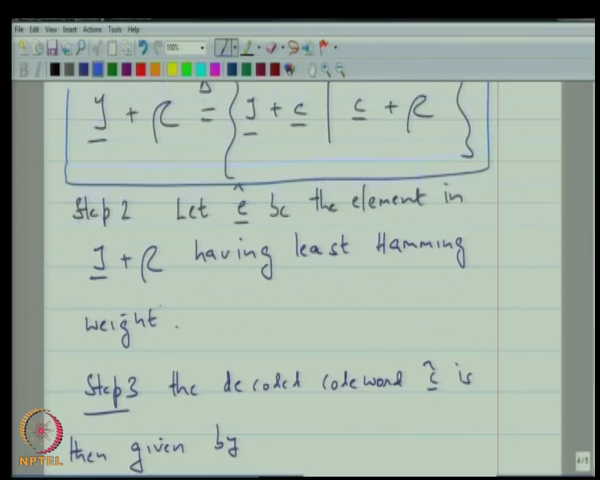 File Edit View Insert Actions Tools Help
100%
B I
y + C ≜ { y + c | c + C }
Step 2 Let ê be the element in
y + C having least Hamming
weight.
Step 3 the decoded codeword ĉ is
then given by
NPTEL
4/5